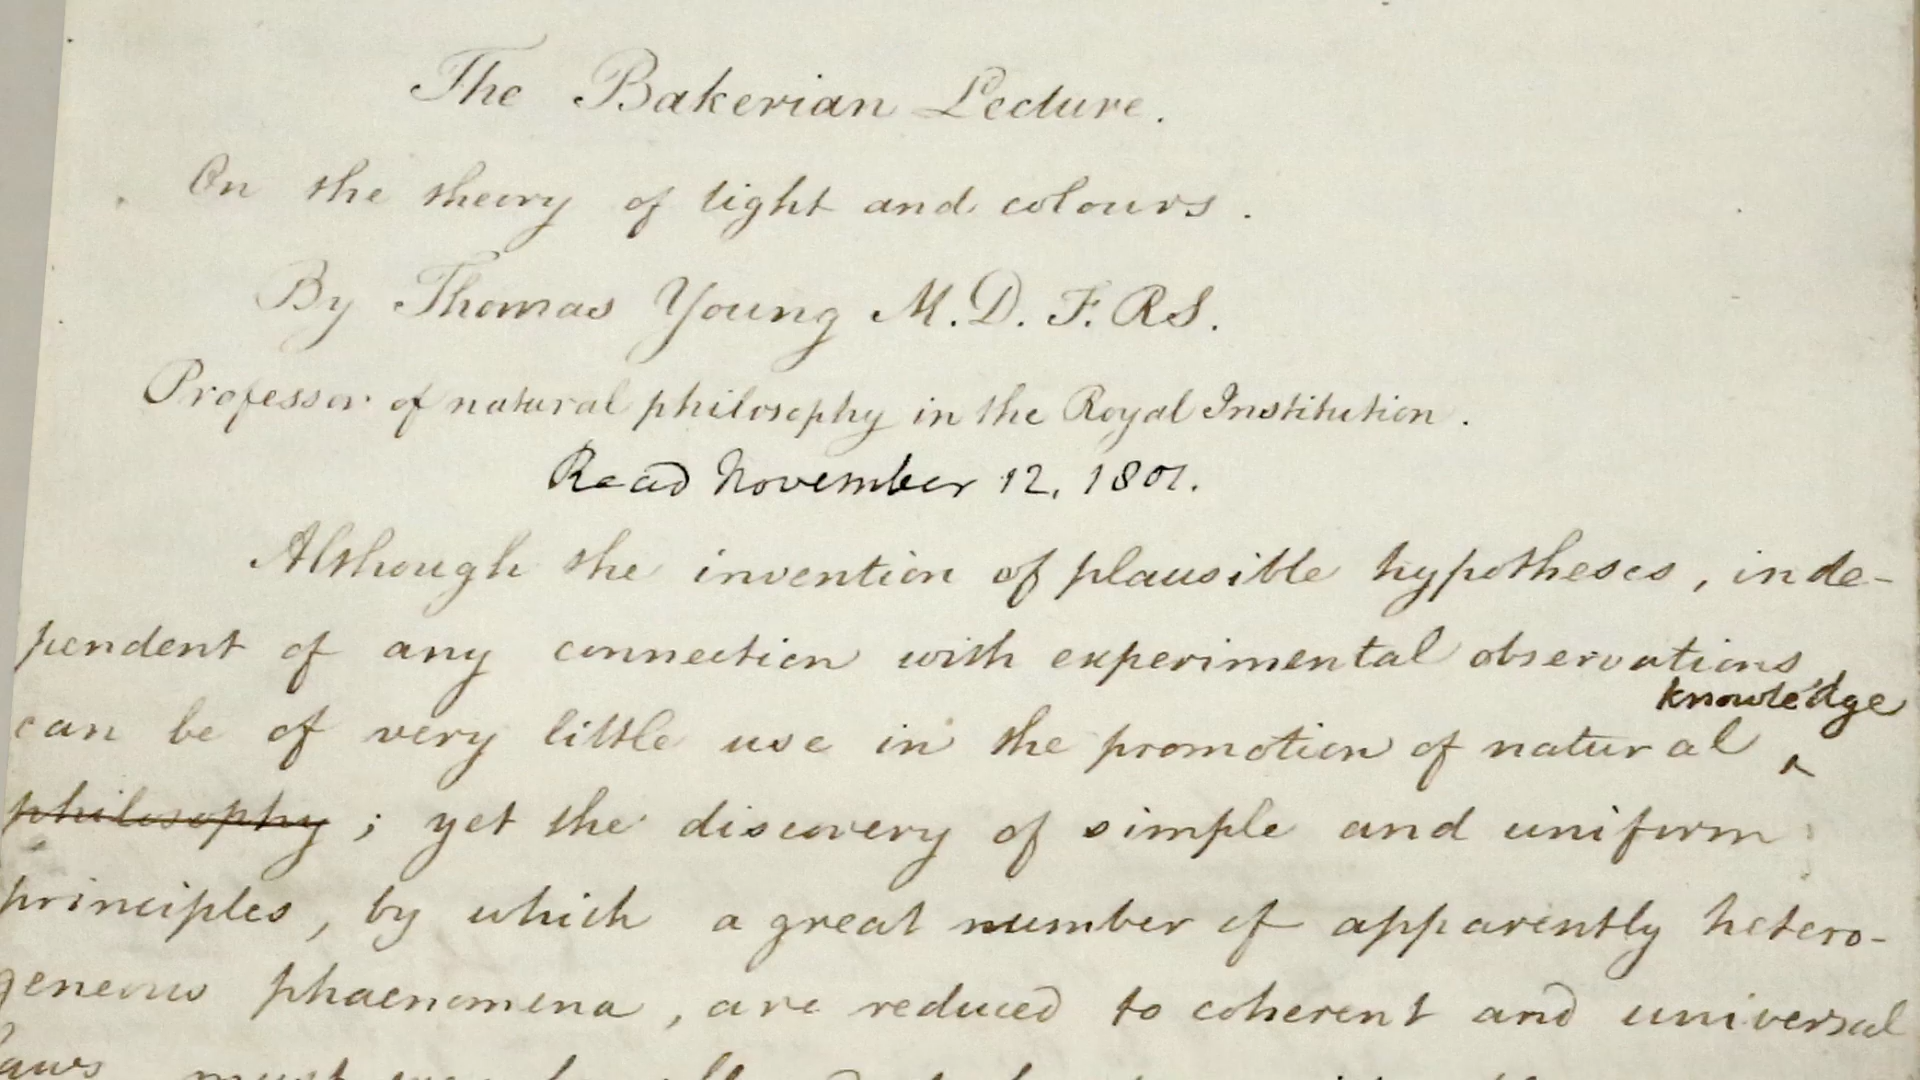 The Bakerian Lecture.
On the theory of light and colours.
By Thomas Young M.D. F.RS.
Professor of natural philosophy in the Royal Institution.
Read November 12, 1801.
Although the invention of plausible hypotheses, inde-
pendent of any connection with experimental observations,
knowledge
can be of very little use in the promotion of natural ‸
philosophy; yet the discovery of simple and uniform
principles, by which a great number of apparently hetero-
geneous phaenomena, are reduced to coherent and universal
laws must